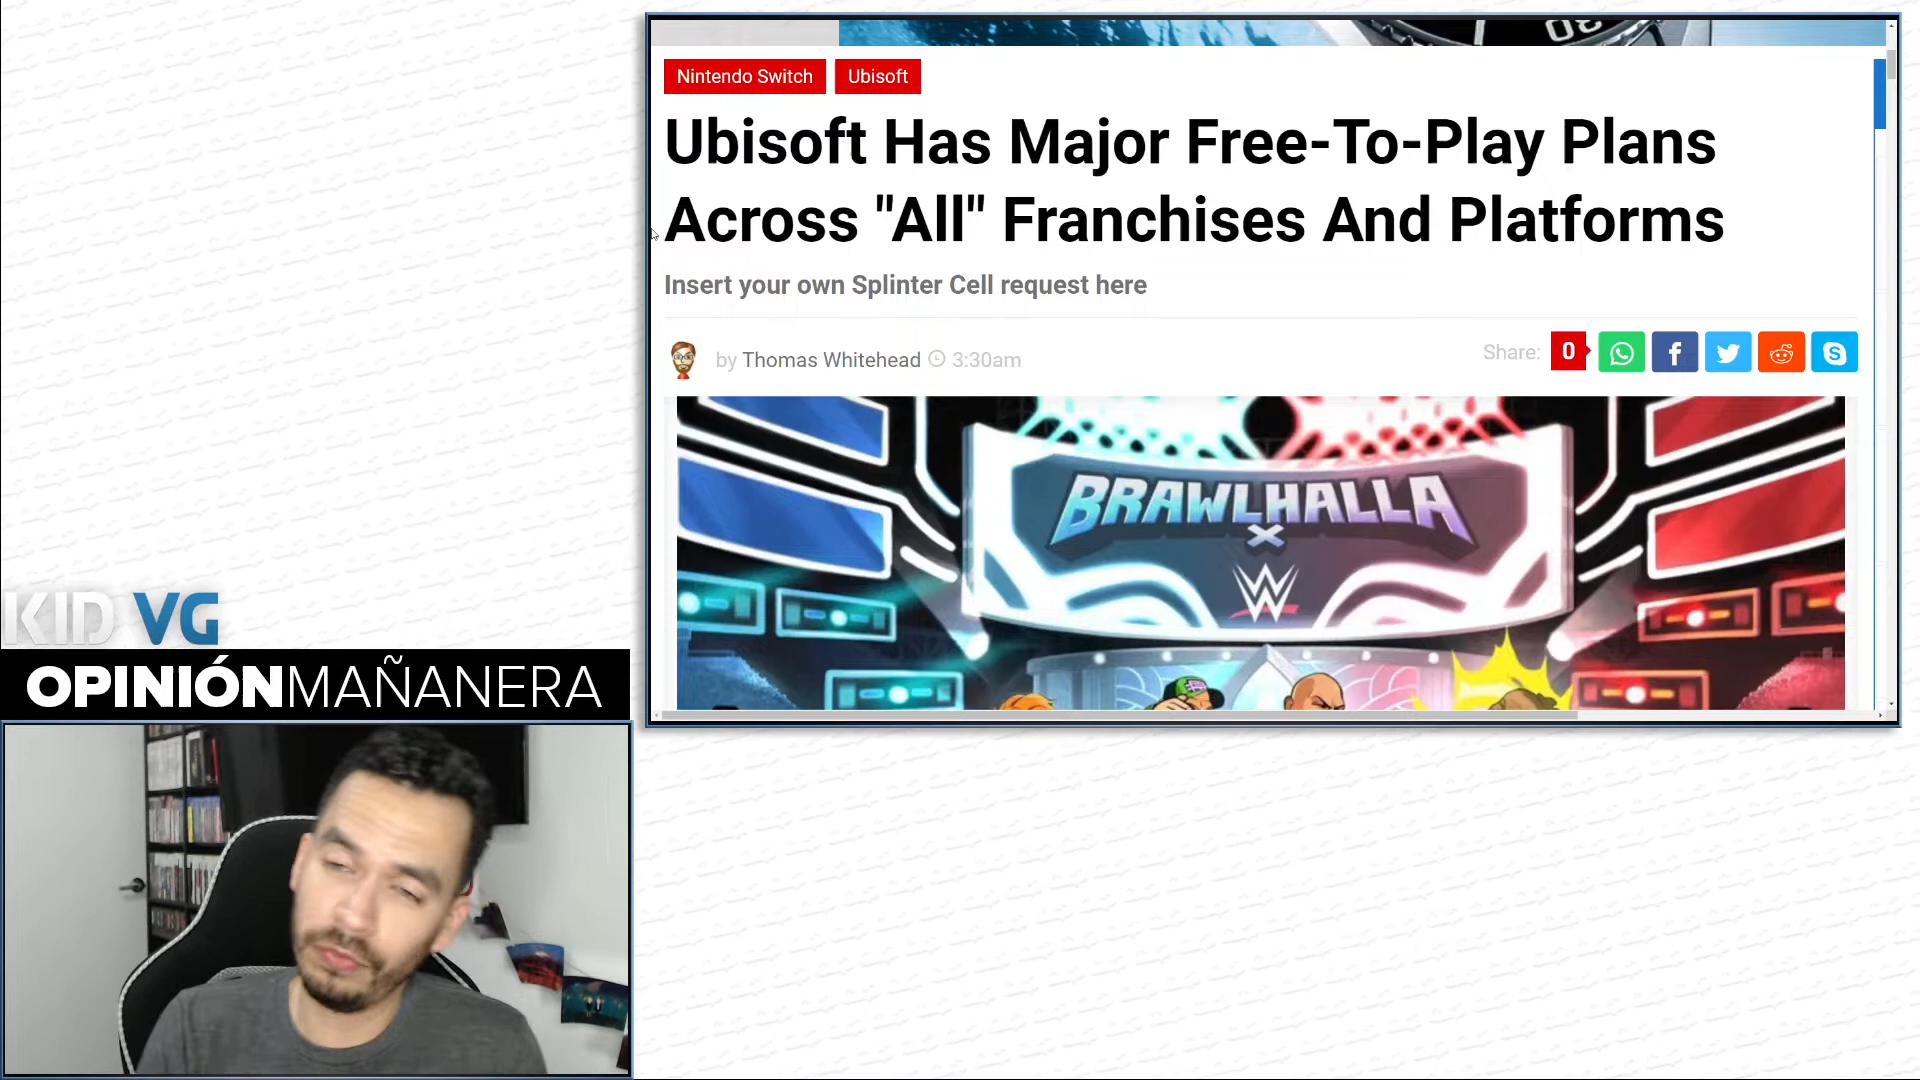 30
Nintendo Switch
Ubisoft
Ubisoft Has Major Free-To-Play Plans
Across "All" Franchises And Platforms
Insert your own Splinter Cell request here
by Thomas Whitehead 3:30am
Share: 0
BRAWLHALLA
X
W
KID VG
OPINIÓNMAÑANERA